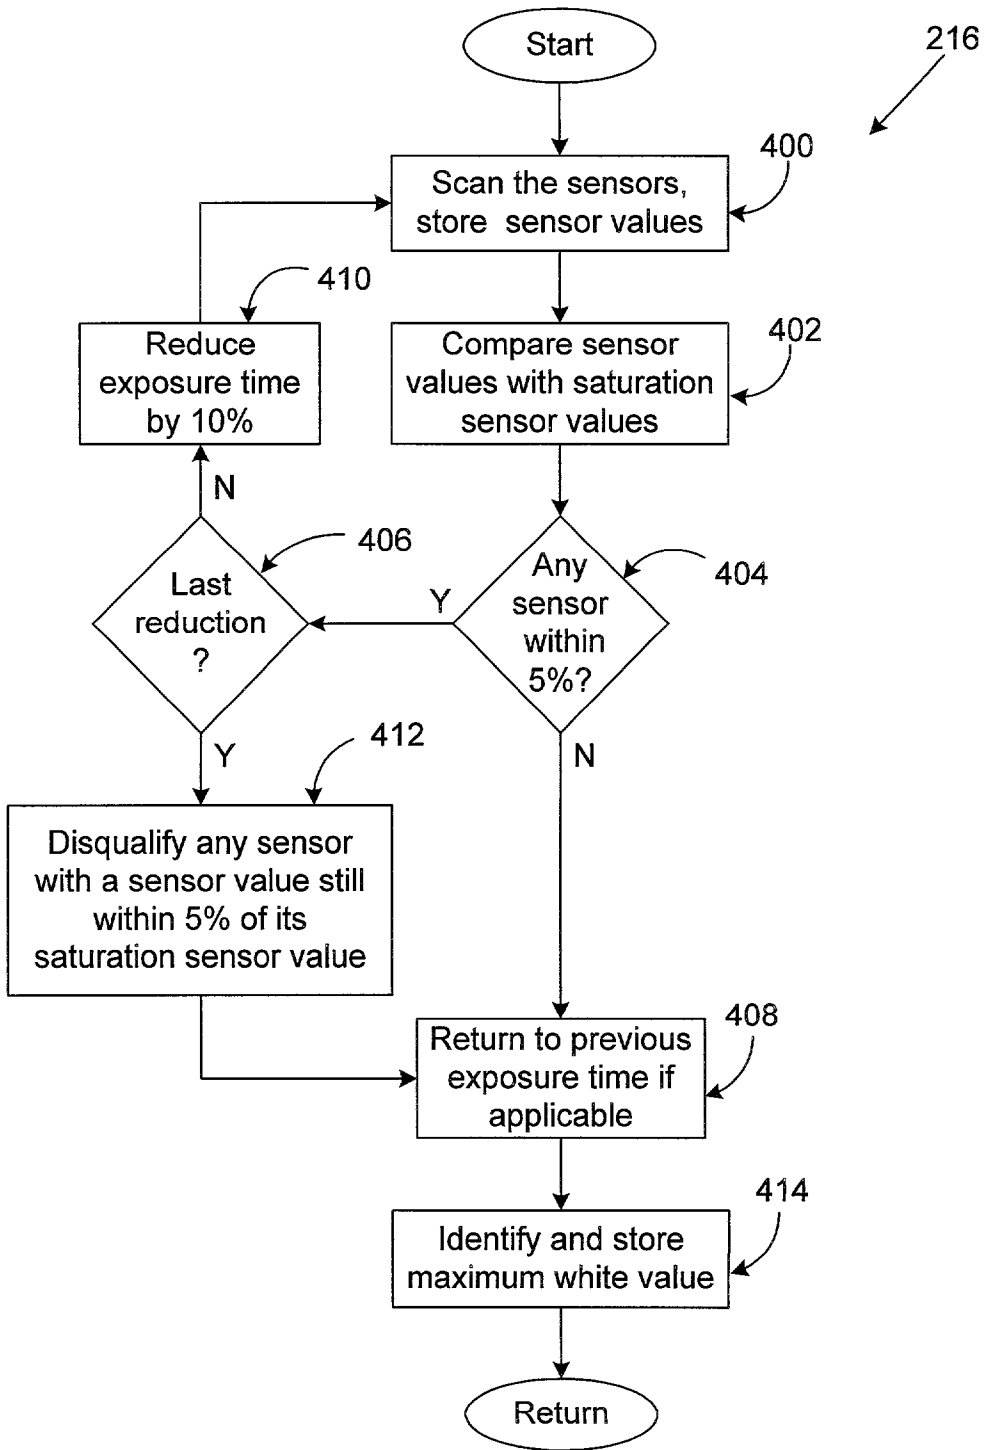 Start
216
400
Scan the sensors,
store sensor values
410
Reduce
exposure time
by 10%
402
Compare sensor
values with saturation
sensor values
N
406
Last
reduction
?
Y
404
Any
sensor
within
5%?
Y
N
412
Disqualify any sensor
with a sensor value still
within 5% of its
saturation sensor value
408
Return to previous
exposure time if
applicable
414
Identify and store
maximum white value
Return